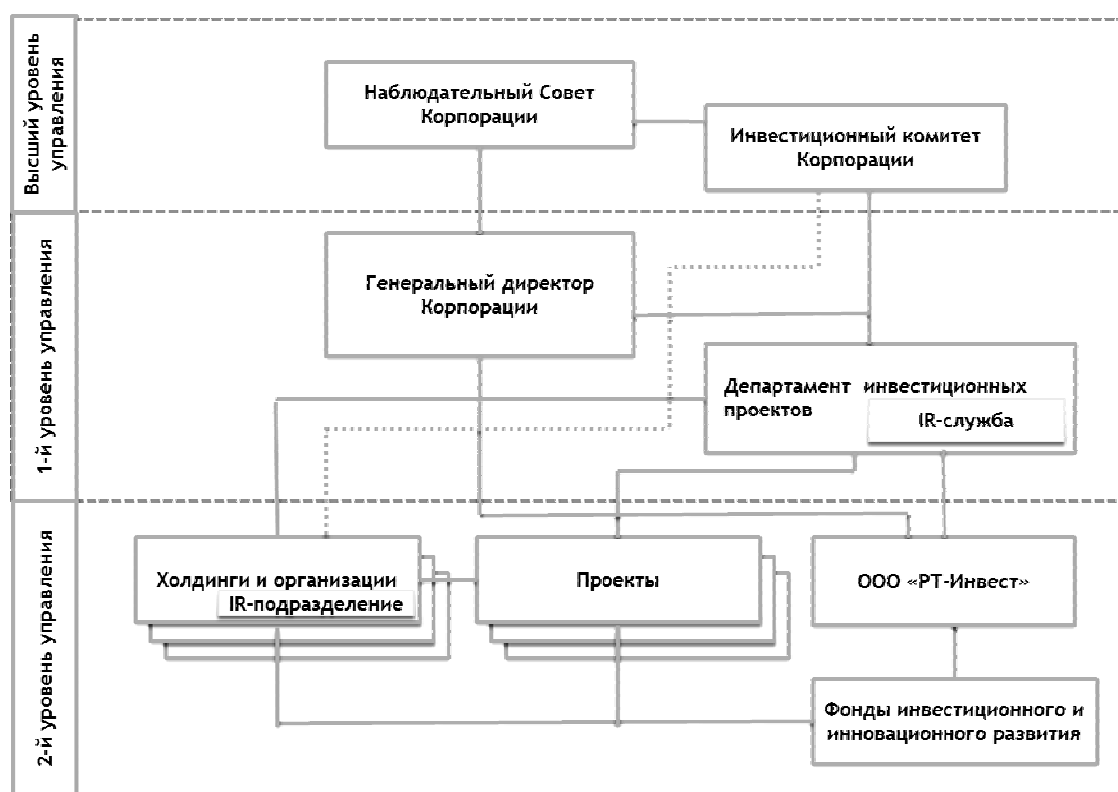 Высший уровень
управления
Наблюдательный Совет
Корпорации
Инвестиционный комитет
Корпорации
1-й уровень управления
Генеральный директор
Корпорации
Департамент инвестиционных
проектов
IR-служба
2-й уровень управления
Холдинги и организации
IR-подразделение
Проекты
ООО «РТ-Инвест»
Фонды инвестиционного и
инновационного развития